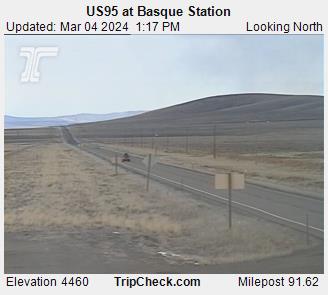 US95 at Basque Station
Updated: Mar 04 2024 1:17 PM Looking North
Elevation 4460 TripCheck.com Milepost 91.62